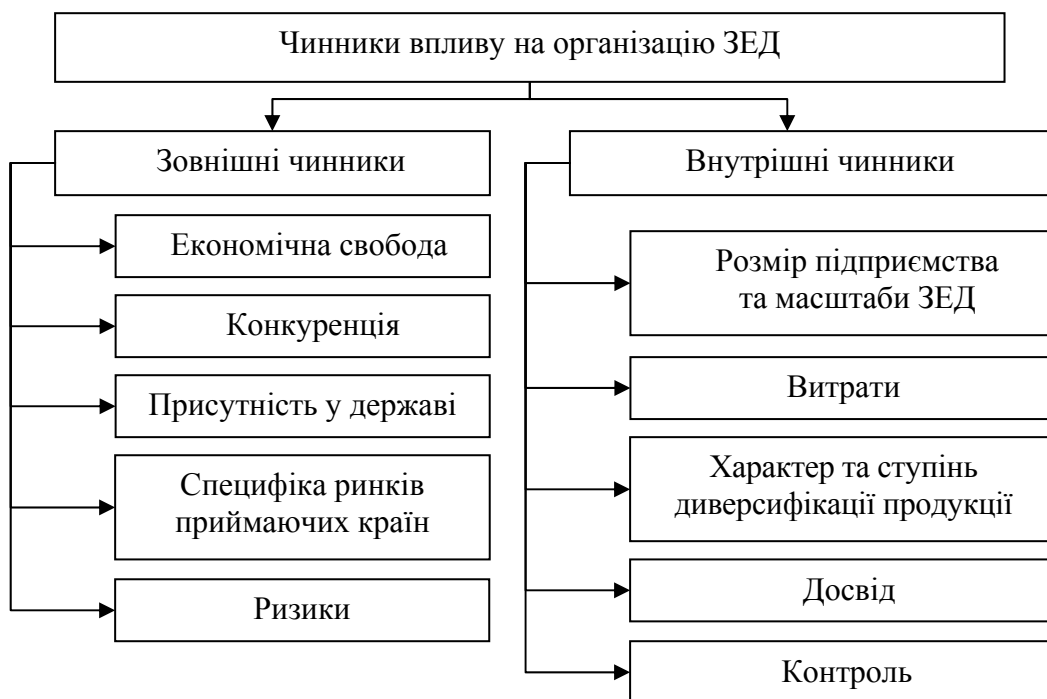 Чинники впливу на організацію ЗЕД
Зовнішні чинники
Економічна свобода
Конкуренція
Присутність у державі
Специфіка ринків
приймаючих країн
Ризики
Внутрішні чинники
Розмір підприємства
та масштаби ЗЕД
Витрати
Характер та ступінь
диверсифікації продукції
Досвід
Контроль